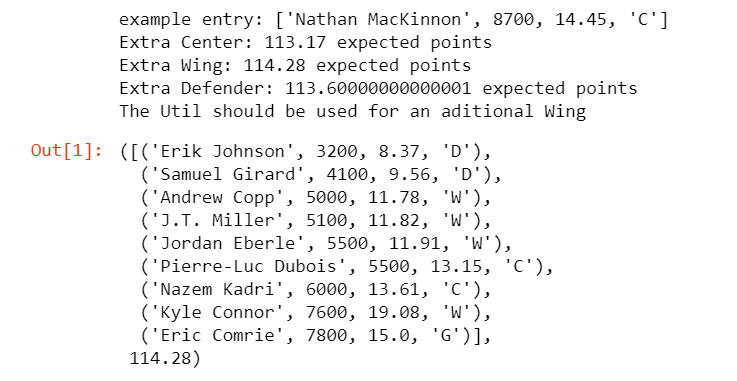 example entry: ['Nathan MacKinnon', 8700, 14.45, 'C']
Extra Center: 113.17 expected points
Extra Wing: 114.28 expected points
Extra Defender: 113.60000000000001 expected points
The Util should be used for an aditional Wing
Out[1]: ([('Erik Johnson', 3200, 8.37, 'D'),
('Samuel Girard', 4100, 9.56, 'D'),
('Andrew Copp', 5000, 11.78, 'W'),
('J.T. Miller', 5100, 11.82, 'W'),
('Jordan Eberle', 5500, 11.91, 'W'),
('Pierre-Luc Dubois', 5500, 13.15, 'C'),
('Nazem Kadri', 6000, 13.61, 'C'),
('Kyle Connor', 7600, 19.08, 'W'),
('Eric Comrie', 7800, 15.0, 'G')],
114.28)